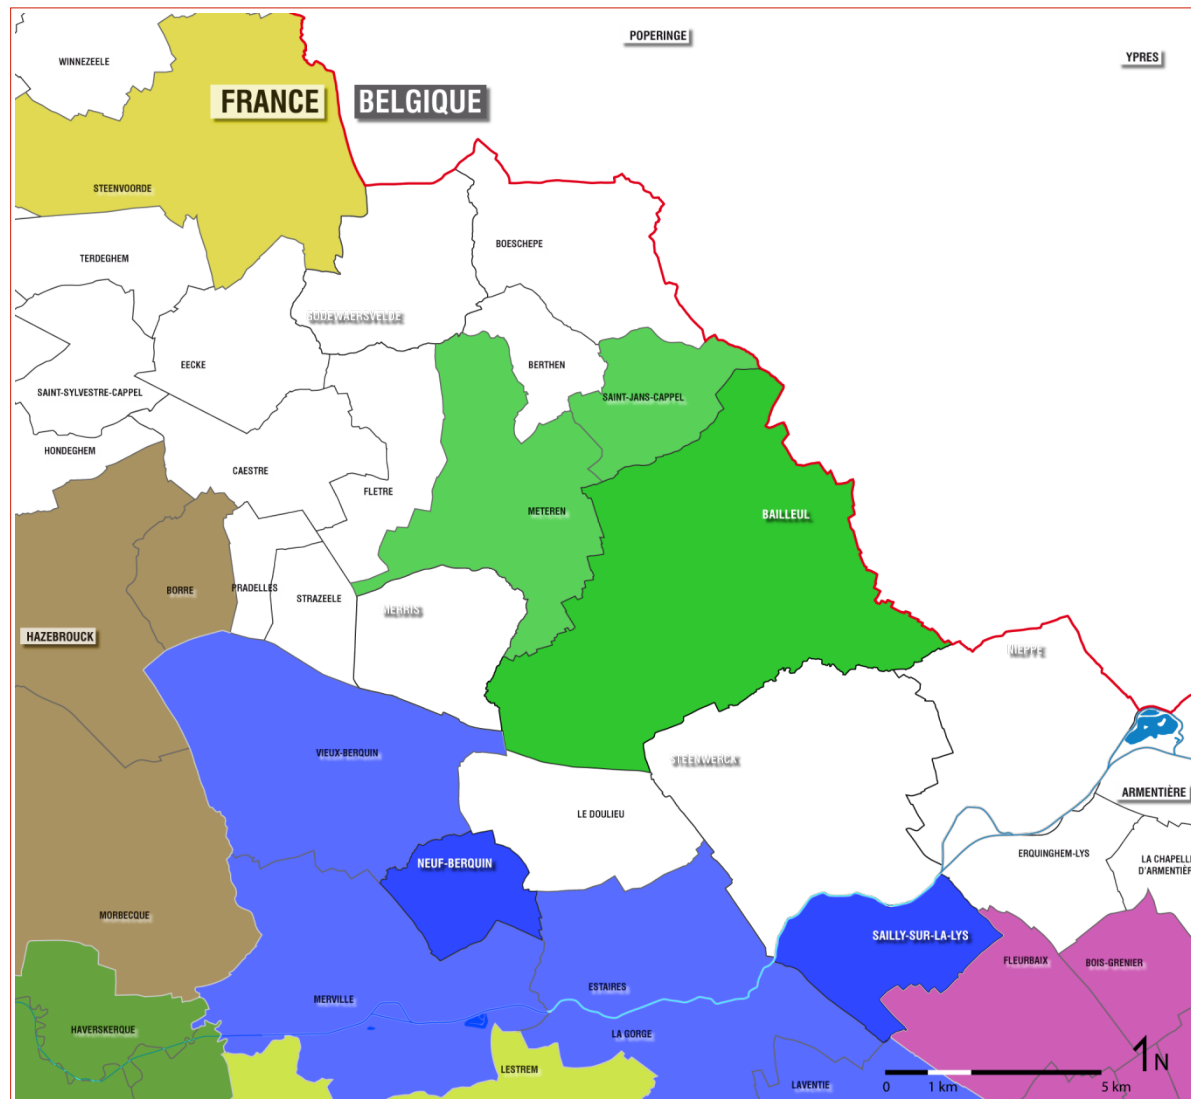 POPERINGE
YPRES
WINNEZEELE
FRANCE
BELGIQUE
STEENVOORDE
BOESCHEPE
TERDEGHEM
GODEWAERSVELDE
EECKE
BERTHEN
SAINT-SYLVESTRE-CAPPEL
SAINT-JANS-CAPPEL
HONDEGHEM
CAESTRE
FLETRE
METEREN
BAILLEUL
BORRE
PRADELLES
STRAZEELE
MERRIS
HAZEBROUCK
NIEPPE
VIEUX-BERQUIN
STEENWERCK
ARMENTIÈRE
LE DOULIEU
NEUF-BERQUIN
ERQUINGHEM-LYS
LA CHAPELLE
D'ARMENTIÈR
MORBECQUE
SAILLY-SUR-LA-LYS
FLEURBAIX
BOIS-GRENIER
ESTAIRES
MERVILLE
HAVERSKERQUE
LA GORGE
LESTREM
LAVENTIE
1N
0
1 km
5 km